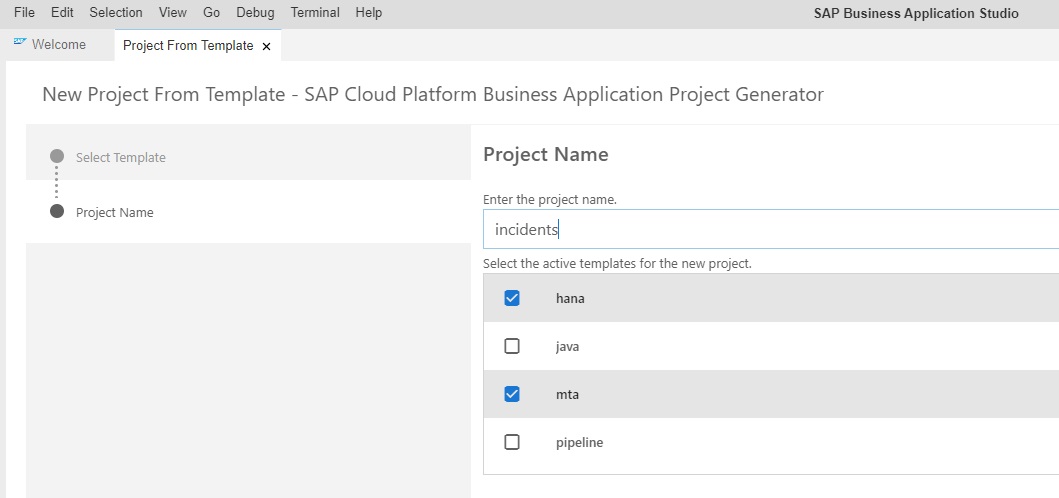 File Edit Selection View Go Debug Terminal Help SAP Business Application Studio
SAP Welcome Project From Template ×
New Project From Template - SAP Cloud Platform Business Application Project Generator
Select Template
Project Name
Project Name
Enter the project name.
incidents
Select the active templates for the new project.
hana
java
mta
pipeline